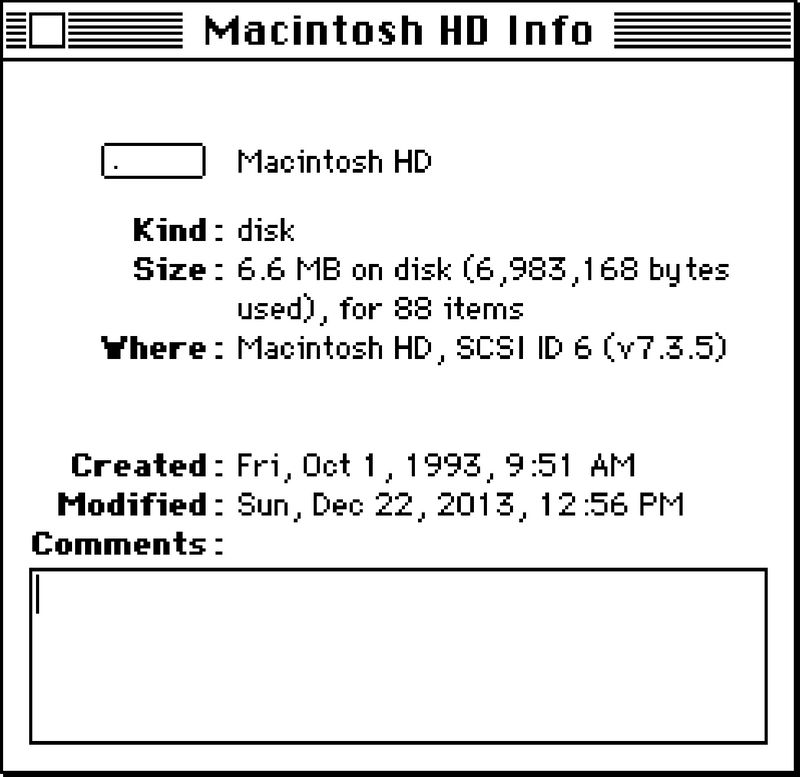 Macintosh HD Info
Macintosh HD
Kind: disk
Size: 6.6 MB on disk (6,983,168 bytes
used), for 88 items
Where: Macintosh HD, SCSI ID 6 (v7.3.5)
Created: Fri, Oct 1, 1993, 9:51 AM
Modified: Sun, Dec 22, 2013, 12:56 PM
Comments: